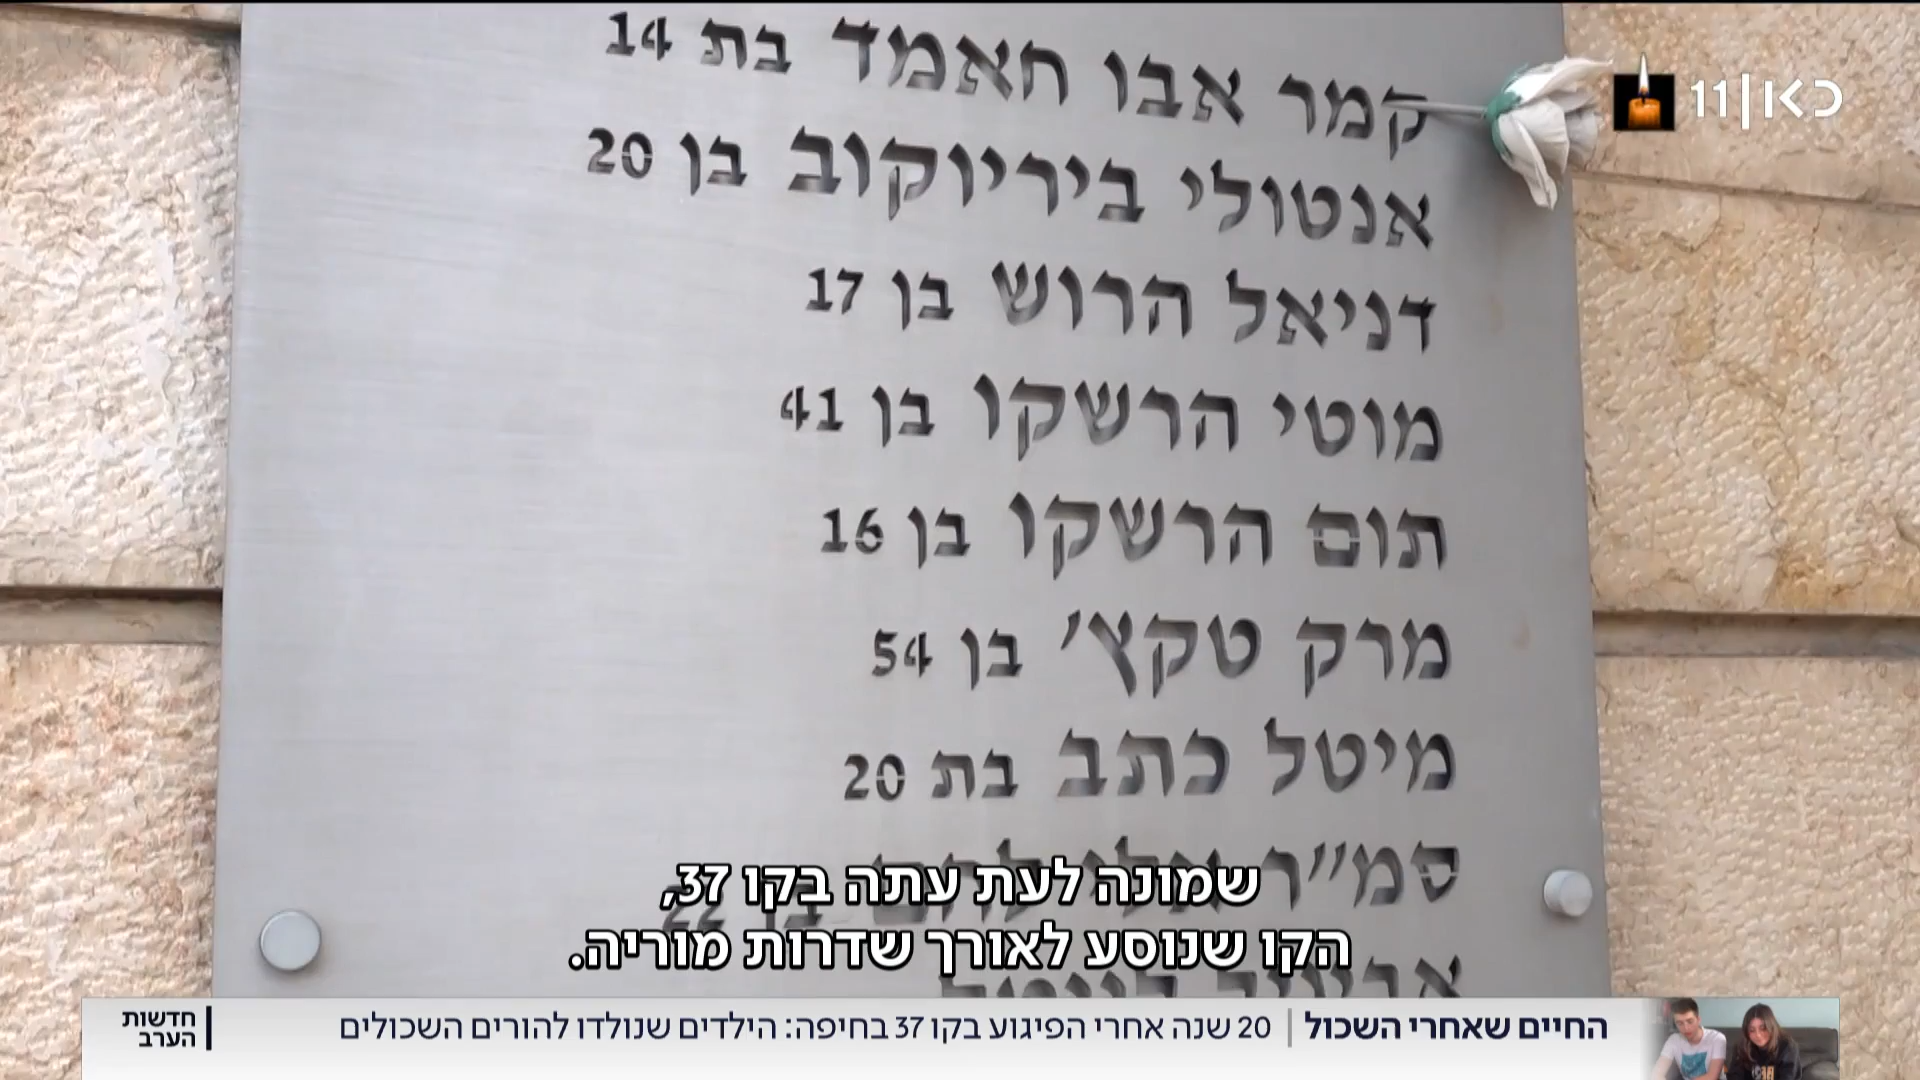 קמר אבו חאמד בת 14
כאן|11
אנטולי ביריוקוב בן 20
דניאל הרוש בן 17
מוטי הרשקו בן 41
תום הרשקו בן 16
מרק טקץ׳ בן 54
מיטל כתב בת 20
סמ״ר
שמונה לעת עתה בקו 37,
הקו שנוסע לאורך שדרות מוריה.
החיים שאחרי השכול | 20 שנה אחרי הפיגוע בקו 37 בחיפה: הילדים שנולדו להורים השכולים
חדשות
הערב